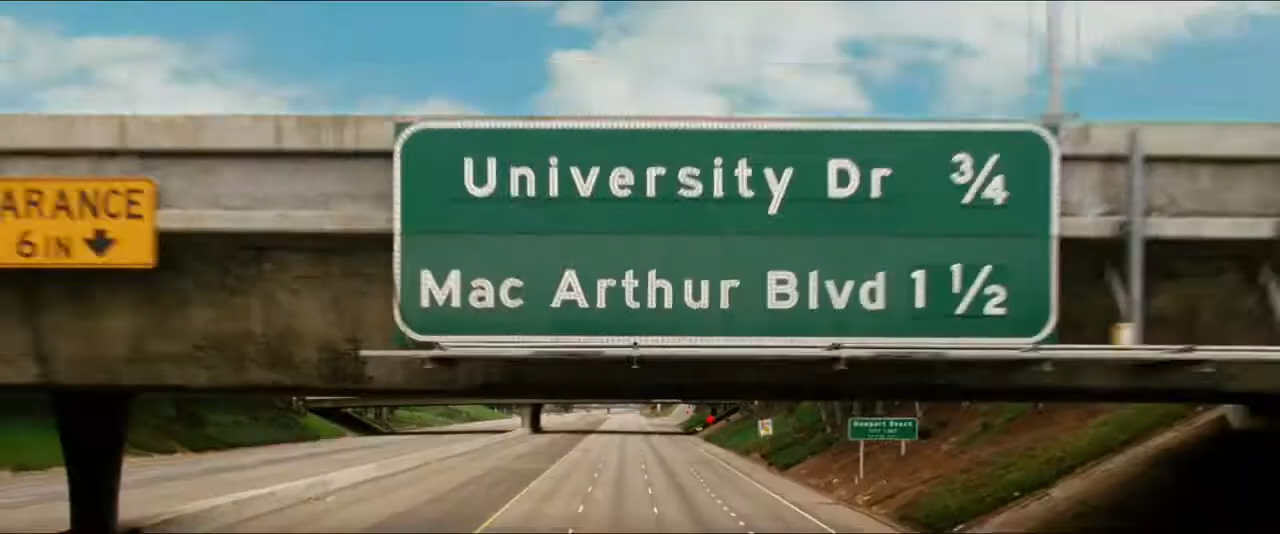 ARANCE
6 IN
University Dr 3/4
Mac Arthur Blvd 1 1/2
Newport Beach